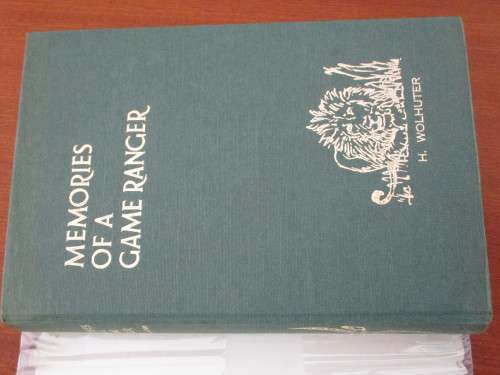 MEMORIES
OF A
GAME RANGER
H. WOLHUTER